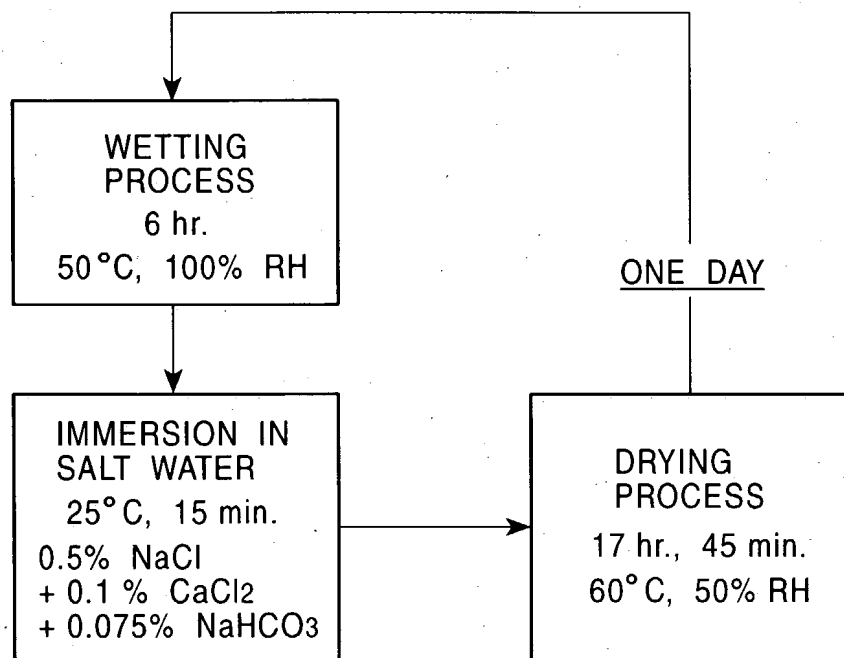 WETTING
PROCESS
6 hr.
50°C, 100% RH
ONE DAY
IMMERSION IN
SALT WATER
25°C, 15 min.
0.5% NaCl
+ 0.1 % CaCl2
+ 0.075% NaHCO3
DRYING
PROCESS
17 hr., 45 min.
60°C, 50% RH